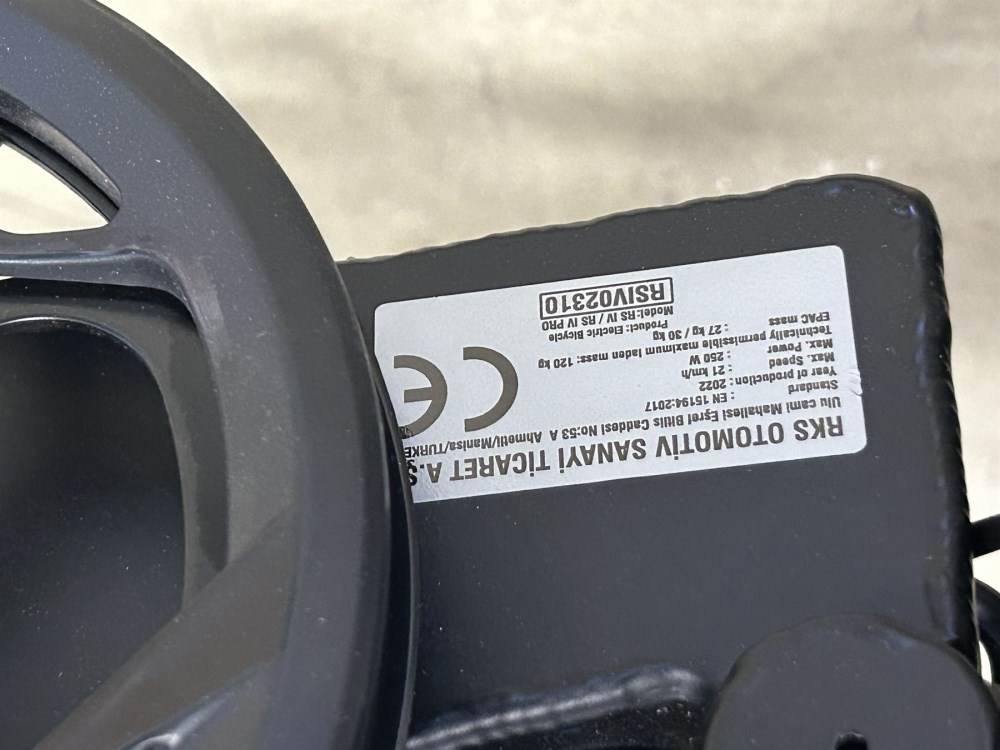 RKS OTOMOTİV SANAYİ TİCARET A.Ş
Ulu cami Mahallesi Eşref Bitlis Caddesi No:53 A Ahmetli/Manisa/TURKE
Standard : EN 15194:2017
Year of production : 2022
Max. Speed : 21 km/h
Max. Power : 250 W
Technically permissible maximum laden mass: 120 kg
EPAC mass : 27 kg / 30 kg
Product: Electric Bicycle
Model:RS IV / RS IV PRO
RSIV02310
CE